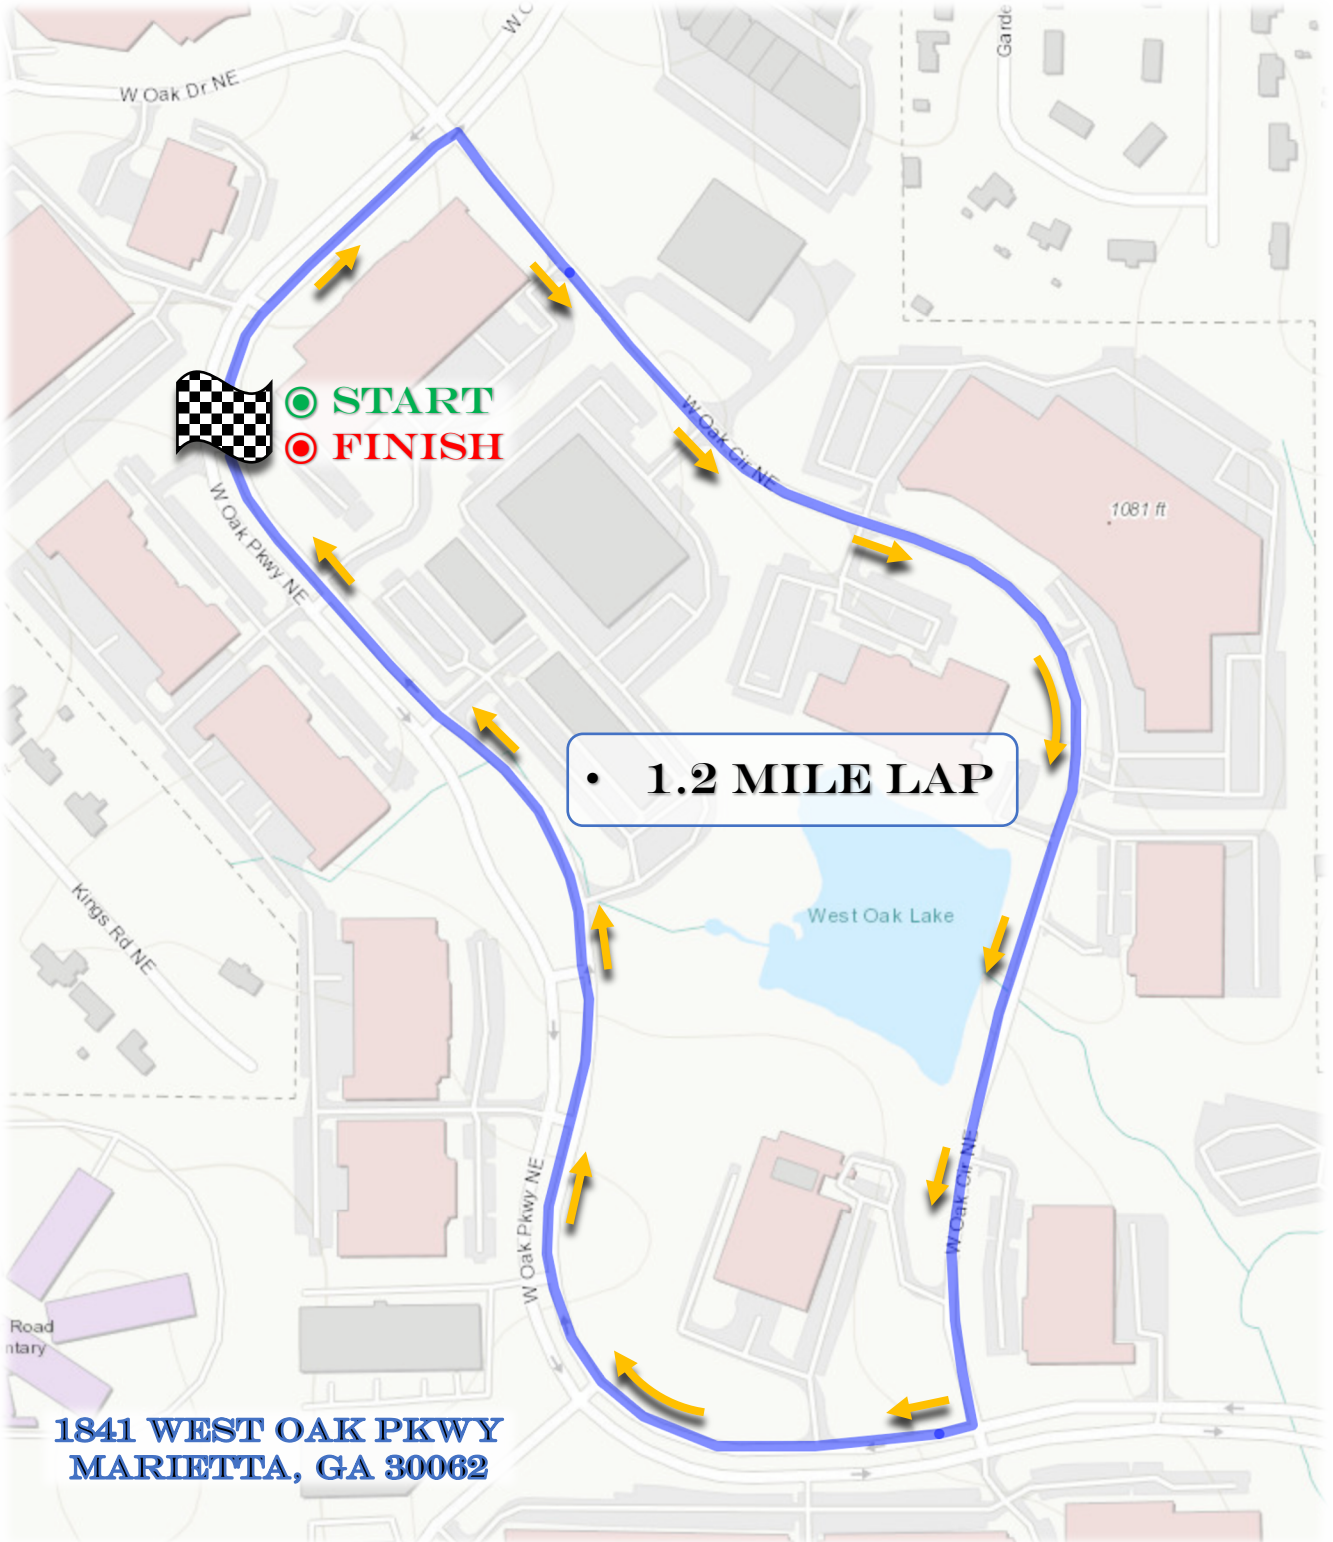 W O
Garde
W Oak Dr NE
START
FINISH
W Oak Cir NE
W Oak Pkwy NE
1081 ft
• 1.2 MILE LAP
West Oak Lake
Kings Rd NE
W Oak Cir NE
W Oak Pkwy NE
Road
ntary
1841 WEST OAK PKWY
MARIETTA, GA 30062